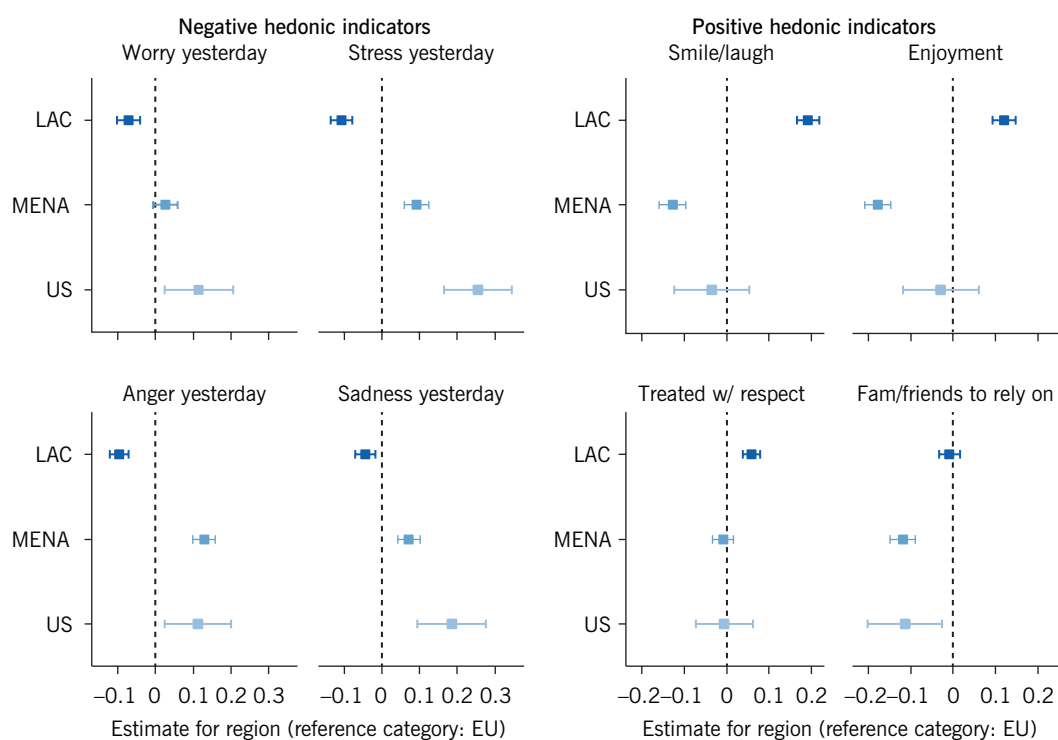 Negative hedonic indicators
Positive hedonic indicators
Worry yesterday
Stress yesterday
Smile/laugh
Enjoyment
LAC
MENA
US
LAC
MENA
US
Anger yesterday
Sadness yesterday
Treated w/ respect
Fam/friends to rely on
LAC
MENA
US
LAC
MENA
US
–0.1 0 0.1 0.2 0.3
–0.1 0 0.1 0.2 0.3
–0.2 –0.1 0 0.1 0.2
–0.2 –0.1 0 0.1 0.2
Estimate for region (reference category: EU)
Estimate for region (reference category: EU)